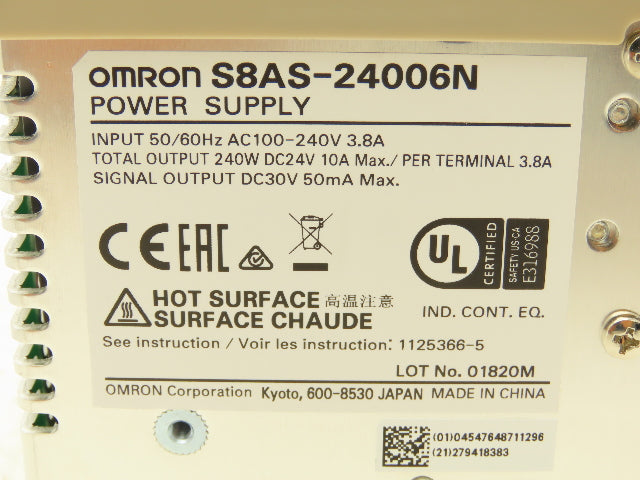 OMRON S8AS-24006N
POWER SUPPLY
INPUT 50/60Hz AC100-240V 3.8A
TOTAL OUTPUT 240W DC24V 10A Max./ PER TERMINAL 3.8A
SIGNAL OUTPUT DC30V 50mA Max.
CE EAC
UL CERTIFIED
SAFETY US-CA
E316988
HOT SURFACE 高温注意
SURFACE CHAUDE
IND. CONT. EQ.
See instruction / Voir les instruction: 1125366-5
LOT No. 01820M
OMRON Corporation Kyoto, 600-8530 JAPAN MADE IN CHINA
(01)04547648711296
(21)279418383